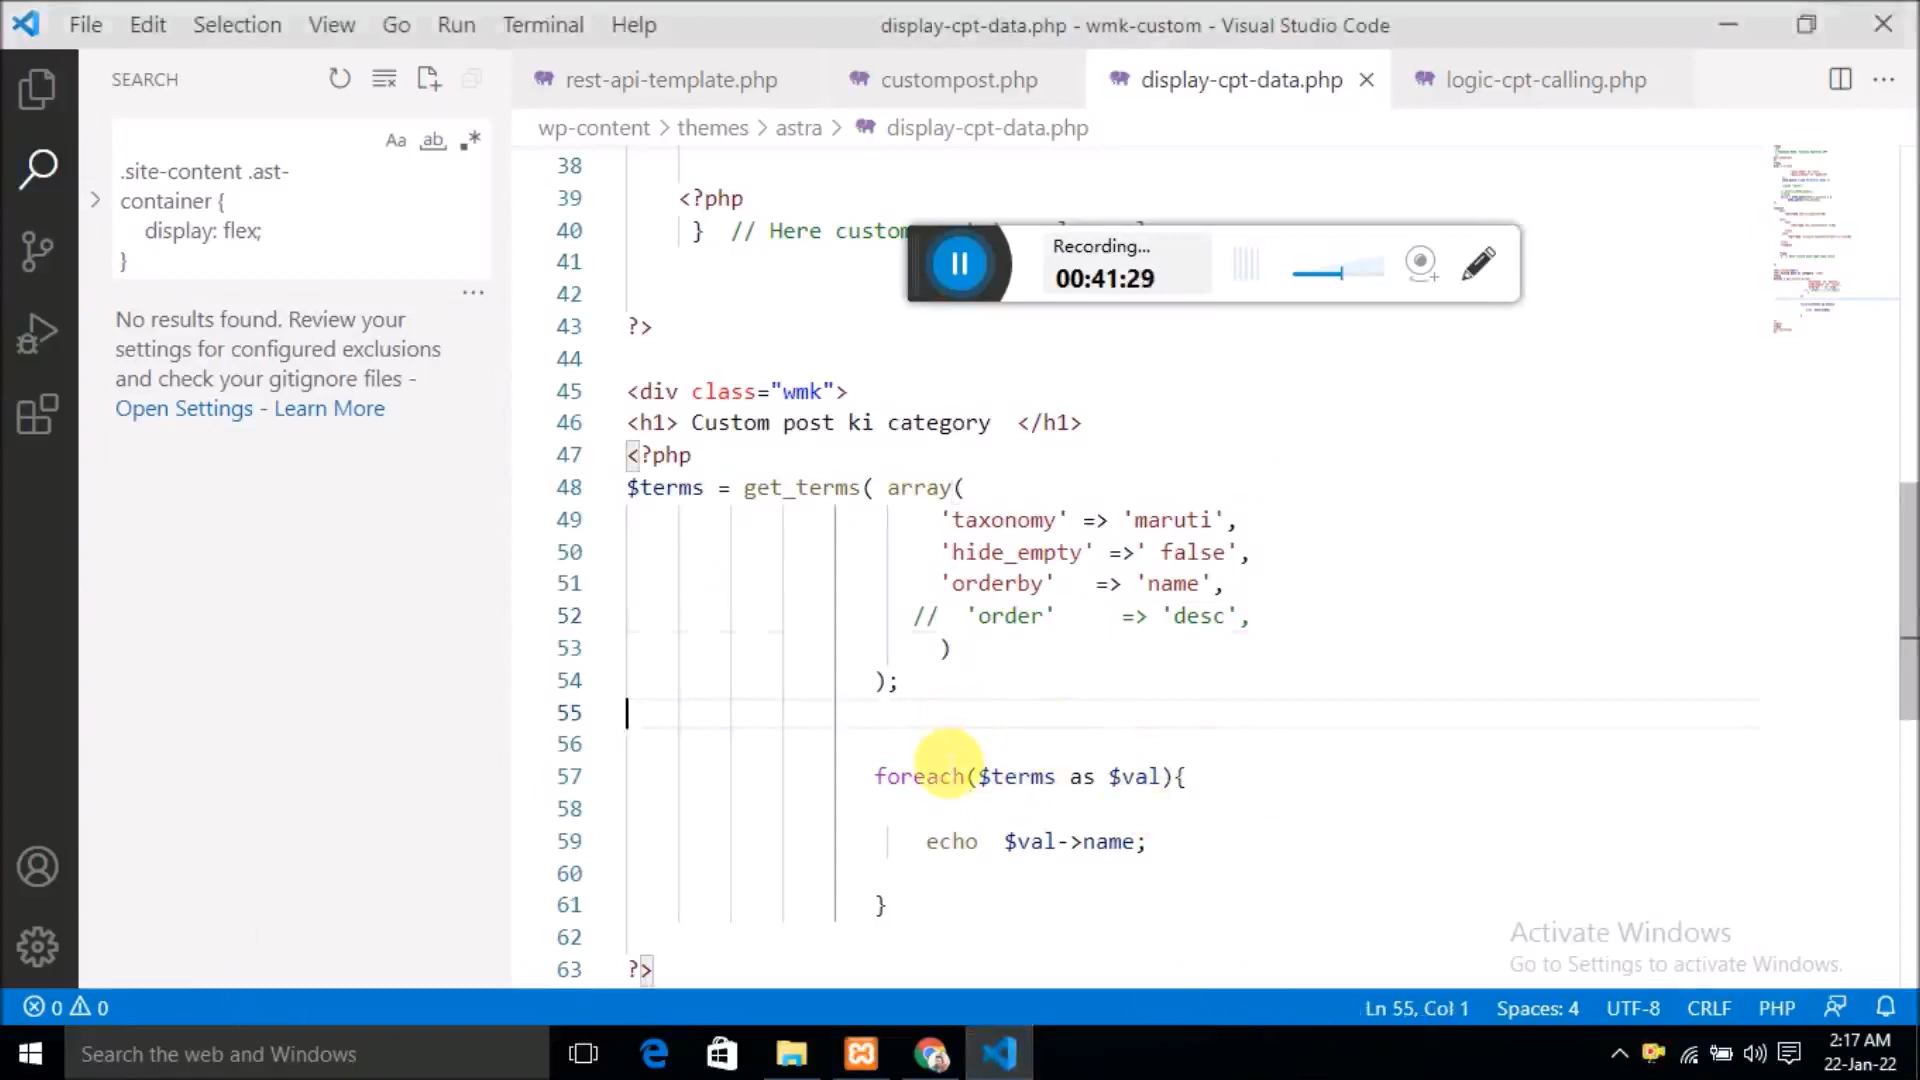 File Edit Selection View Go Run Terminal Help
display-cpt-data.php - wmk-custom - Visual Studio Code
SEARCH
rest-api-template.php
custompost.php
display-cpt-data.php
logic-cpt-calling.php
wp-content > themes > astra > display-cpt-data.php
Aa ab
.site-content .ast-
container {
display: flex;
}
No results found. Review your
settings for configured exclusions
and check your gitignore files -
Open Settings - Learn More
38
39 <?php
40 } // Here custom
41
42
43 ?>
44
45 <div class="wmk">
46 <h1> Custom post ki category </h1>
47 <?php
48 $terms = get_terms( array(
49 'taxonomy' => 'maruti',
50 'hide_empty' =>' false',
51 'orderby' => 'name',
52 // 'order' => 'desc',
53 )
54 );
55
56
57 foreach($terms as $val){
58
59 echo $val->name;
60
61 }
62
63 ?>
Recording...
00:41:29
Activate Windows
Go to Settings to activate Windows.
0 0
Ln 55, Col 1 Spaces: 4 UTF-8 CRLF PHP
Search the web and Windows
2:17 AM
22-Jan-22